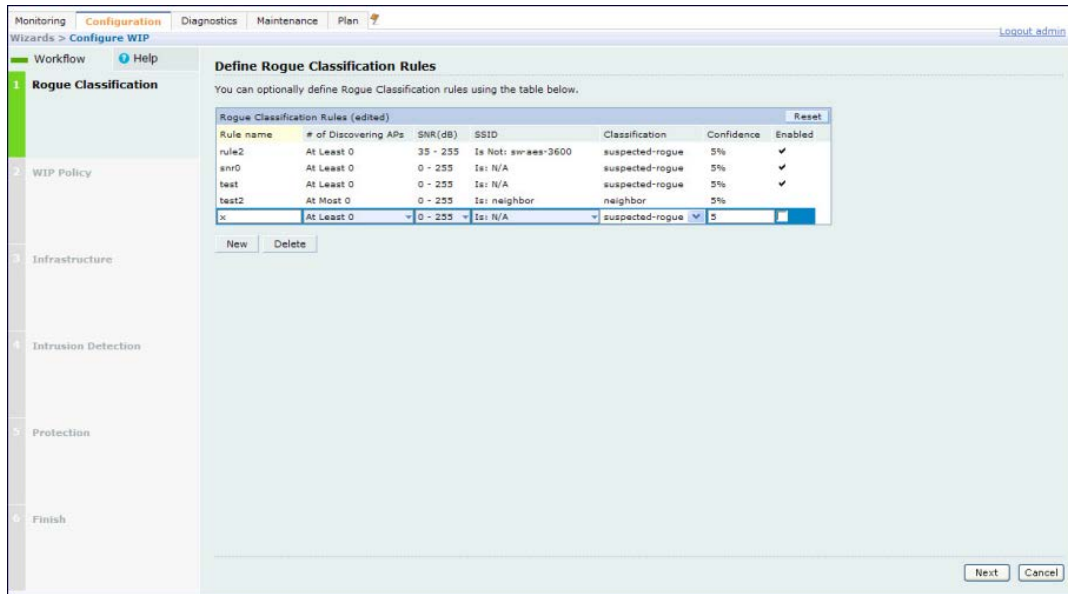 Monitoring Configuration Diagnostics Maintenance Plan
Logout admin
Wizards > Configure WIP
Workflow Help
1 Rogue Classification
2 WIP Policy
3 Infrastructure
4 Intrusion Detection
5 Protection
6 Finish
Define Rogue Classification Rules
You can optionally define Rogue Classification rules using the table below.
Rogue Classification Rules (edited) Reset
Rule name # of Discovering APs SNR(dB) SSID Classification Confidence Enabled
rule2 At Least 0 35 - 255 Is Not: sw-aes-3600 suspected-rogue 5% ✔
snr0 At Least 0 0 - 255 Is: N/A suspected-rogue 5% ✔
test At Least 0 0 - 255 Is: N/A suspected-rogue 5% ✔
test2 At Most 0 0 - 255 Is: neighbor neighbor 5%
x At Least 0 0 - 255 Is: N/A suspected-rogue 5
New Delete
Next Cancel